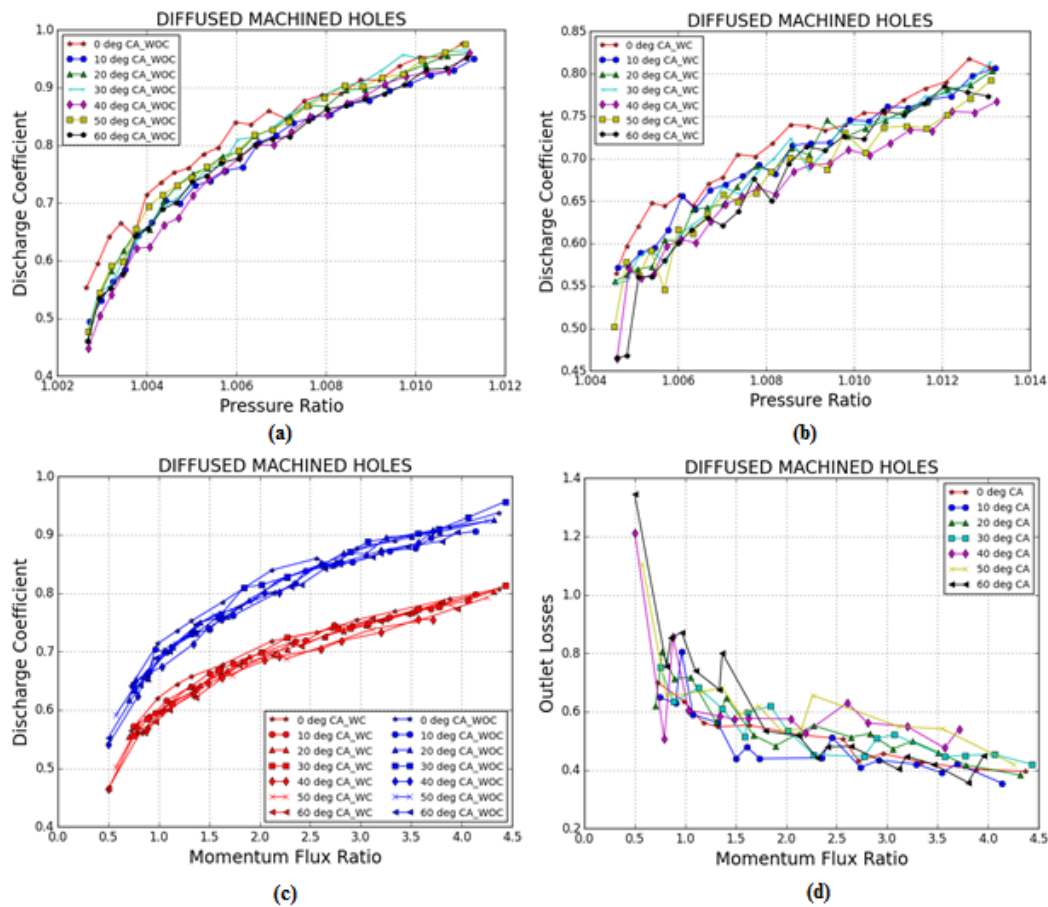 DIFFUSED MACHINED HOLES
1.0
0.9
0.8
0.7
0.6
0.5
0.4
Discharge Coefficient
0 deg CA_WOC
10 deg CA_WOC
20 deg CA_WOC
30 deg CA_WOC
40 deg CA_WOC
50 deg CA_WOC
60 deg CA_WOC
1.002 1.004 1.006 1.008 1.010 1.012
Pressure Ratio
(a)
DIFFUSED MACHINED HOLES
0.85
0.80
0.75
0.70
0.65
0.60
0.55
0.50
0.45
Discharge Coefficient
0 deg CA_WC
10 deg CA_WC
20 deg CA_WC
30 deg CA_WC
40 deg CA_WC
50 deg CA_WC
60 deg CA_WC
1.004 1.006 1.008 1.010 1.012 1.014
Pressure Ratio
(b)
DIFFUSED MACHINED HOLES
1.0
0.9
0.8
0.7
0.6
0.5
0.4
Discharge Coefficient
0 deg CA_WC 0 deg CA_WOC
10 deg CA_WC 10 deg CA_WOC
20 deg CA_WC 20 deg CA_WOC
30 deg CA_WC 30 deg CA_WOC
40 deg CA_WC 40 deg CA_WOC
50 deg CA_WC 50 deg CA_WOC
60 deg CA_WC 60 deg CA_WOC
0.0 0.5 1.0 1.5 2.0 2.5 3.0 3.5 4.0 4.5
Momentum Flux Ratio
(c)
DIFFUSED MACHINED HOLES
1.4
1.2
1.0
0.8
0.6
0.4
0.2
Outlet Losses
0 deg CA
10 deg CA
20 deg CA
30 deg CA
40 deg CA
50 deg CA
60 deg CA
0.0 0.5 1.0 1.5 2.0 2.5 3.0 3.5 4.0 4.5
Momentum Flux Ratio
(d)